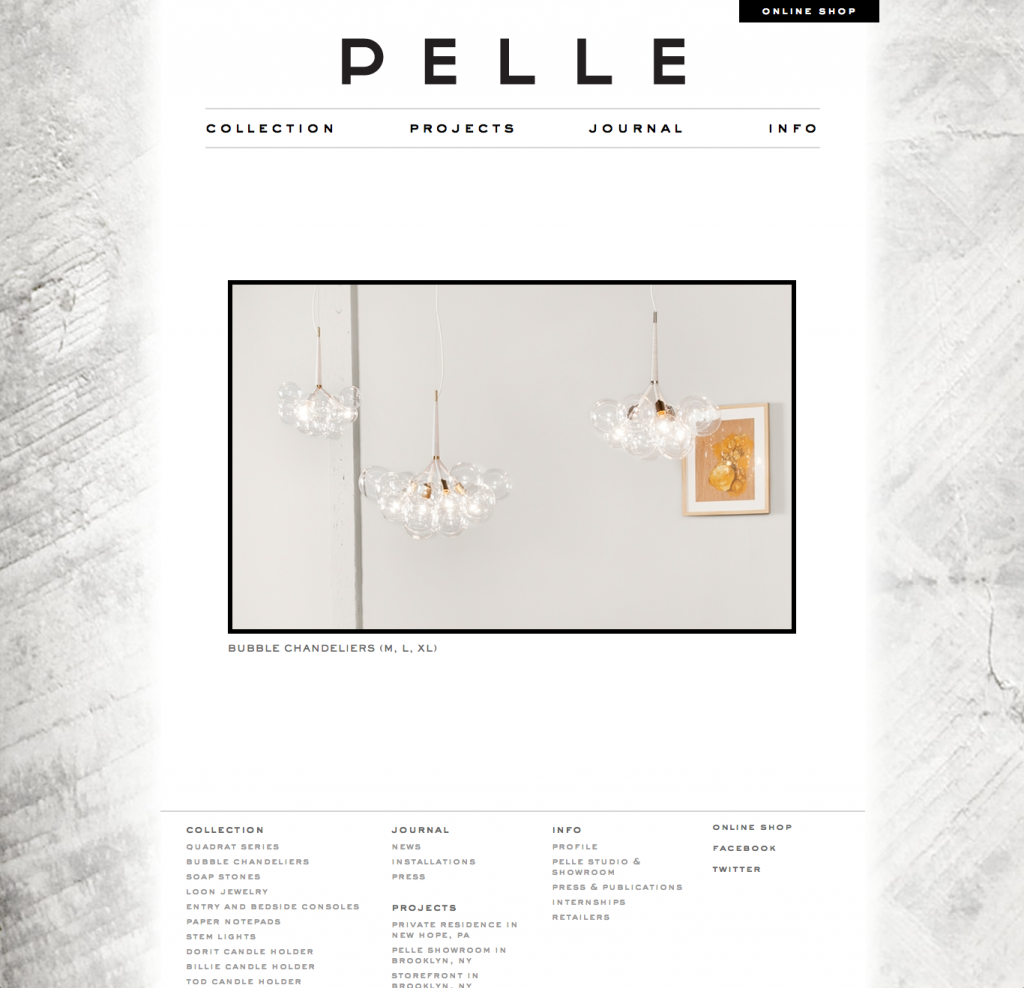 ONLINE SHOP
PELLE
COLLECTION
PROJECTS
JOURNAL
INFO
BUBBLE CHANDELIERS (M, L, XL)
COLLECTION
QUADRAT SERIES
BUBBLE CHANDELIERS
SOAP STONES
LOON JEWELRY
ENTRY AND BEDSIDE CONSOLES
PAPER NOTEPADS
STEM LIGHTS
DORIT CANDLE HOLDER
BILLIE CANDLE HOLDER
TOD CANDLE HOLDER
JOURNAL
NEWS
INSTALLATIONS
PRESS
PROJECTS
PRIVATE RESIDENCE IN
NEW HOPE, PA
PELLE SHOWROOM IN
BROOKLYN, NY
STOREFRONT IN
BROOKLYN, NY
INFO
PROFILE
PELLE STUDIO &
SHOWROOM
PRESS & PUBLICATIONS
INTERNSHIPS
RETAILERS
ONLINE SHOP
FACEBOOK
TWITTER